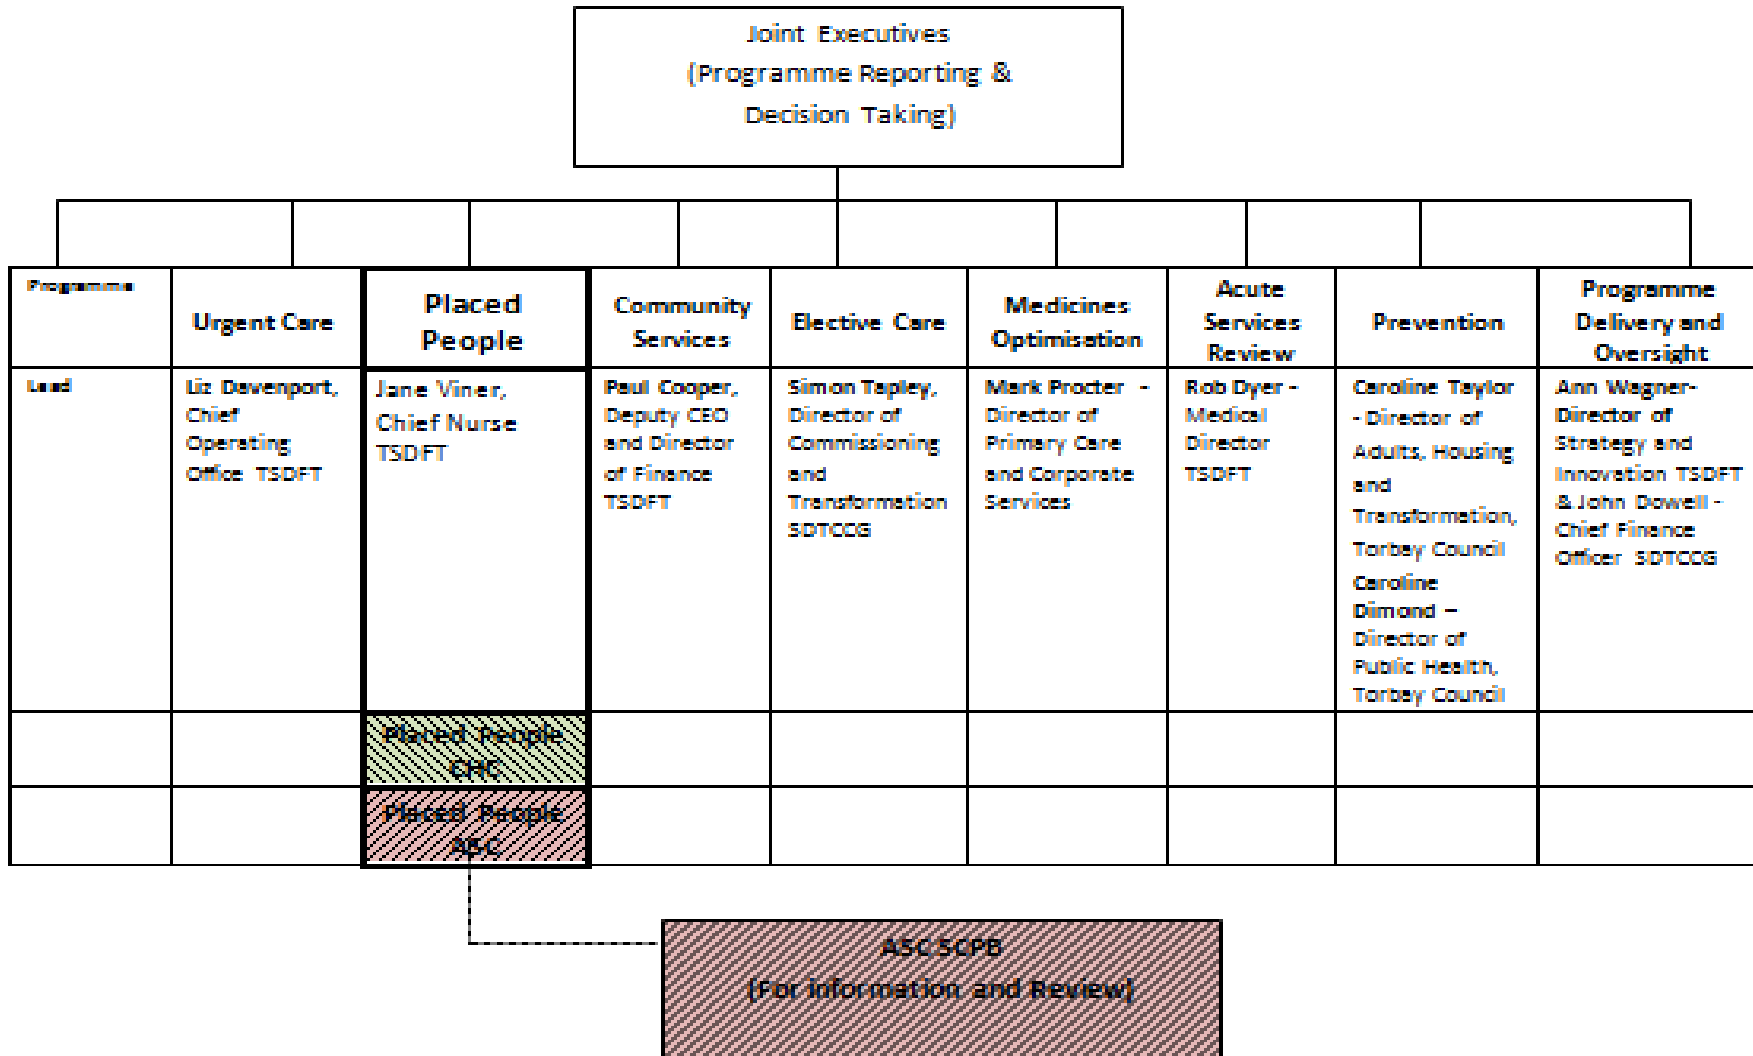 Joint Executives
(Programme Reporting &
Decision Taking)
Programme
Urgent Care
Placed
People
Community
Services
Elective Care
Medicines
Optimisation
Acute
Services
Review
Prevention
Programme
Delivery and
Oversight
Lead
Liz Davenport,
Chief
Operating
Office TSDFT
Jane Viner,
Chief Nurse
TSDFT
Paul Cooper,
Deputy CEO
and Director
of Finance
TSDFT
Simon Tapley,
Director of
Commissioning
and
Transformation
SDTCCG
Mark Procter -
Director of
Primary Care
and Corporate
Services
Rob Dyer -
Medical
Director
TSDFT
Caroline Taylor
- Director of
Adults, Housing
and
Transformation,
Torbay Council
Caroline
Dimond –
Director of
Public Health,
Torbay Council
Ann Wagner-
Director of
Strategy and
Innovation TSDFT
& John Dowell -
Chief Finance
Officer SDTCCG
Placed People
CHC
Placed People
ASC
ASC SCPB
(For information and Review)